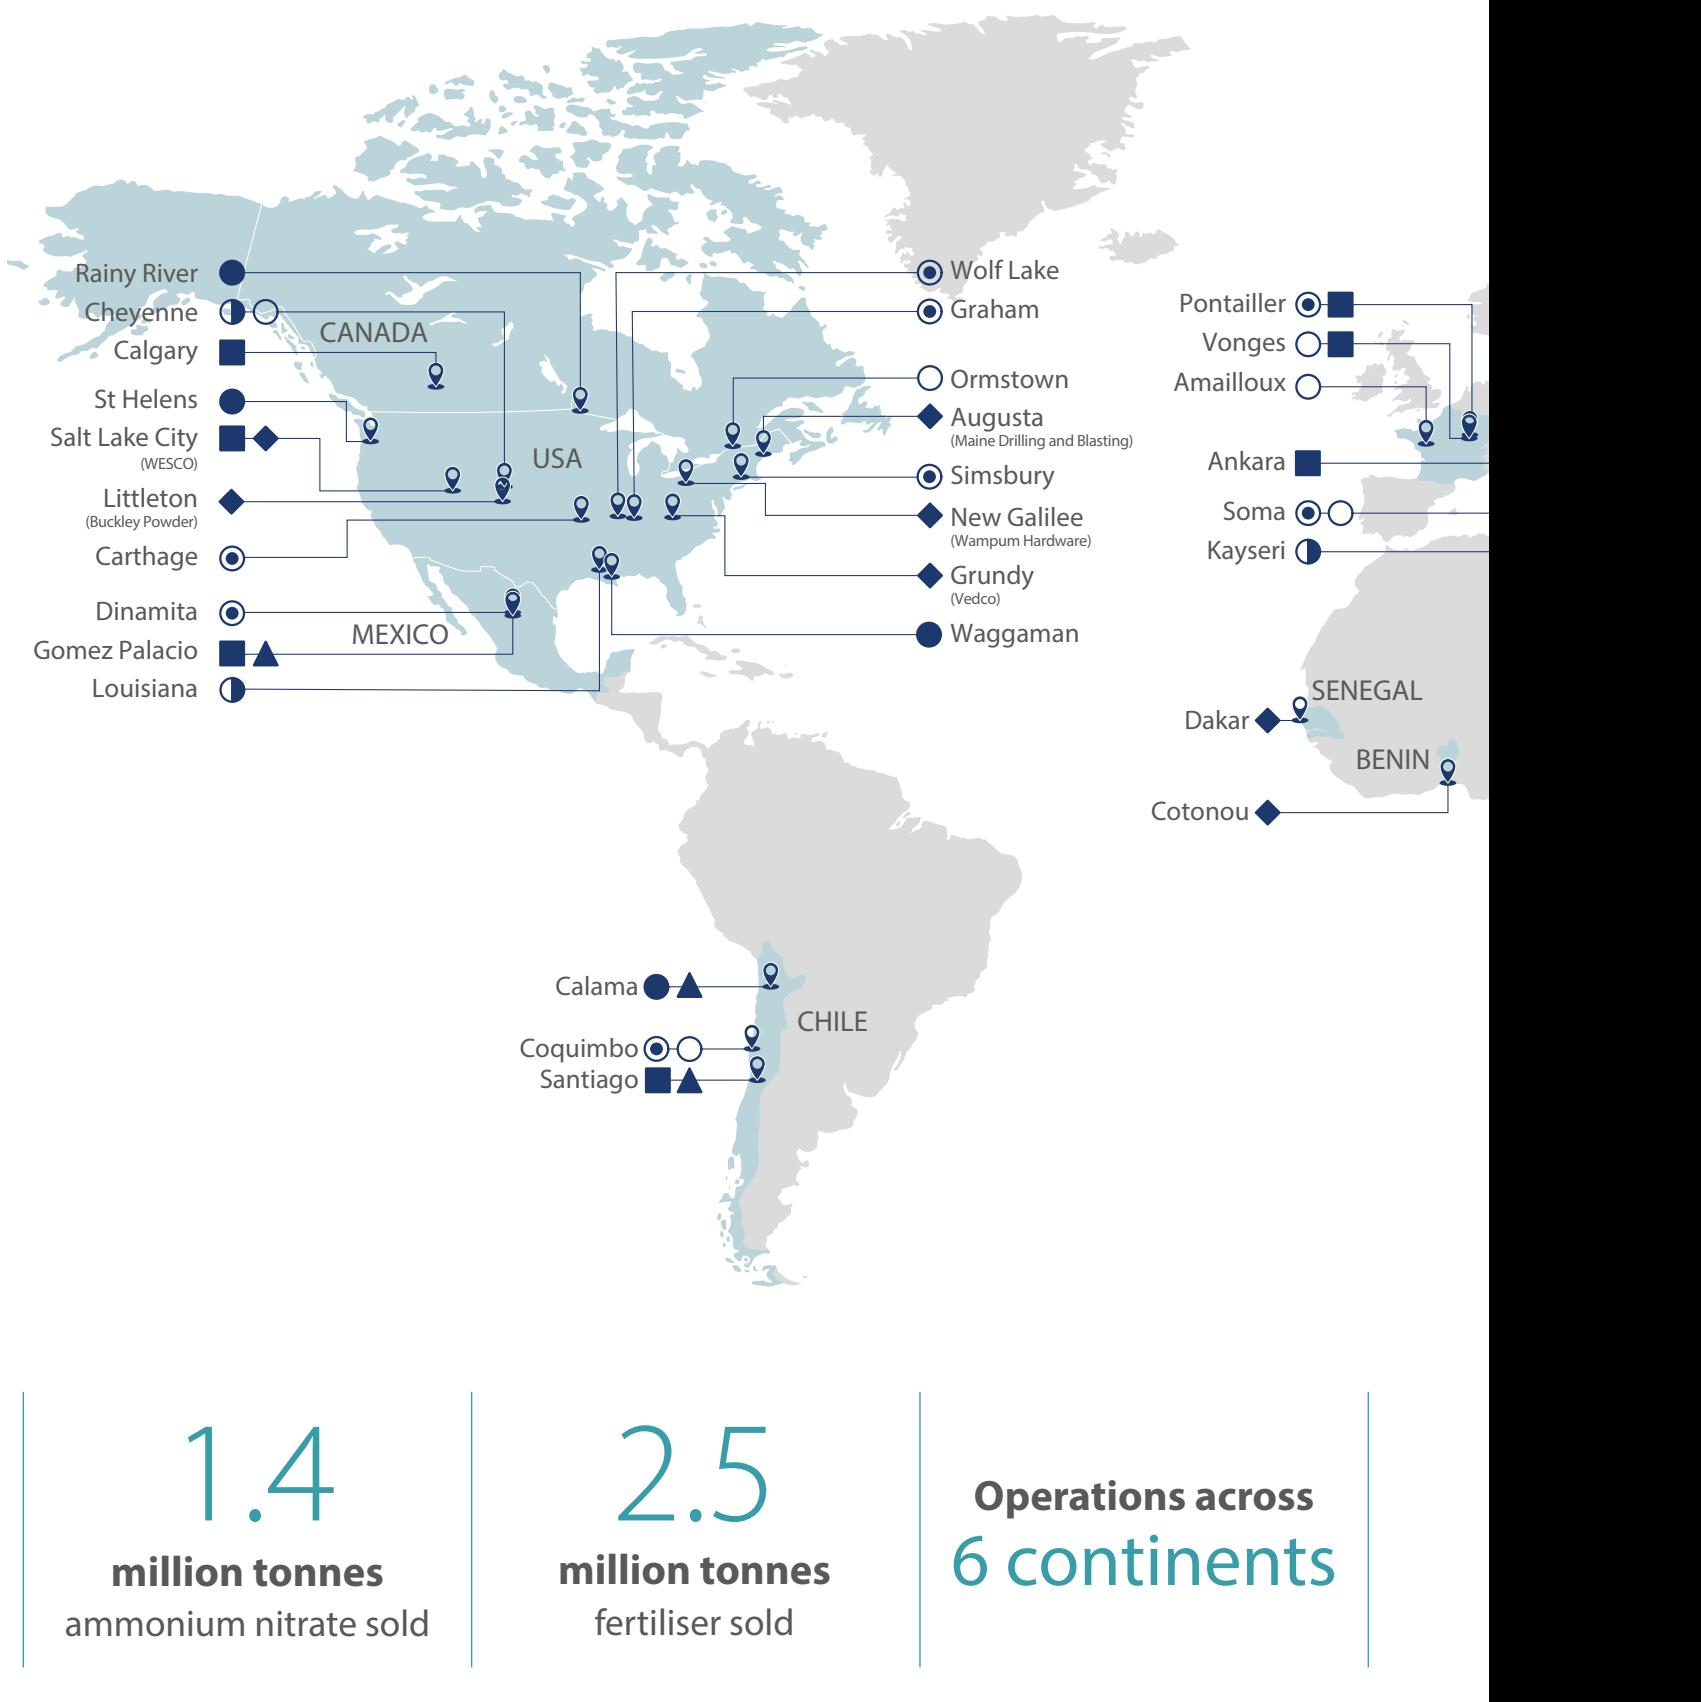 Rainy River
Cheyenne
CANADA
Calgary
St Helens
Salt Lake City
(WESCO)
USA
Littleton
(Buckley Powder)
Carthage
Dinamita
MEXICO
Gomez Palacio
Louisiana
Wolf Lake
Graham
Ormstown
Augusta
(Maine Drilling and Blasting)
Simsbury
New Galilee
(Wampum Hardware)
Grundy
(Vedco)
Waggaman
Pontailler
Vonges
Amailloux
Ankara
Soma
Kayseri
SENEGAL
Dakar
BENIN
Cotonou
Calama
CHILE
Coquimbo
Santiago
1.4
million tonnes
ammonium nitrate sold
2.5
million tonnes
fertiliser sold
Operations across
6 continents